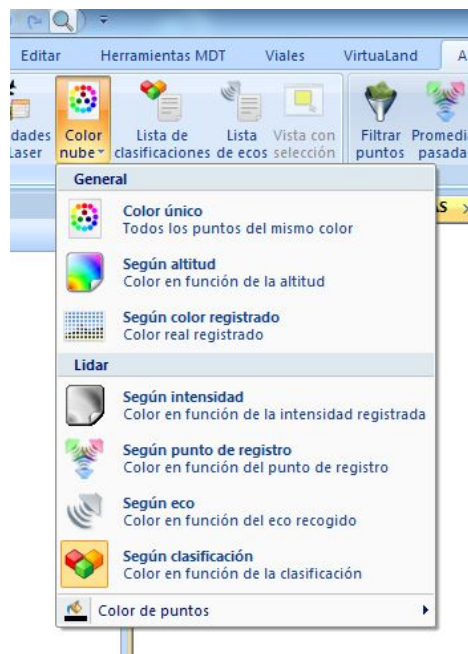 Editar Herramientas MDT Viales VirtuaLand A
dades Color Lista de Lista Vista con Filtrar Promedia
Laser nube clasificaciones de ecos selección puntos pasada
General
AS
Color único
Todos los puntos del mismo color
Según altitud
Color en función de la altitud
Según color registrado
Color real registrado
Lidar
Según intensidad
Color en función de la intensidad registrada
Según punto de registro
Color en función del punto de registro
Según eco
Color en función del eco recogido
Según clasificación
Color en función de la clasificación
Color de puntos